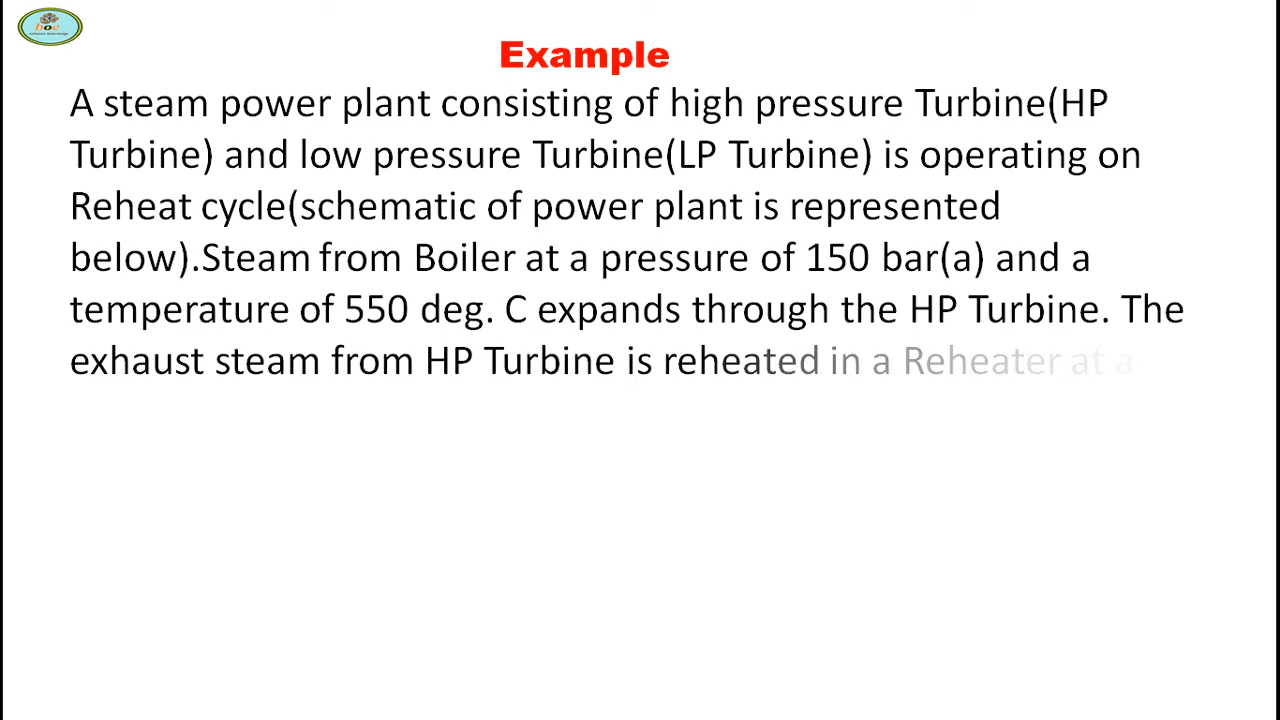 Example
A steam power plant consisting of high pressure Turbine(HP
Turbine) and low pressure Turbine(LP Turbine) is operating on
Reheat cycle(schematic of power plant is represented
below).Steam from Boiler at a pressure of 150 bar(a) and a
temperature of 550 deg. C expands through the HP Turbine. The
exhaust steam from HP Turbine is reheated in a Reheater at a